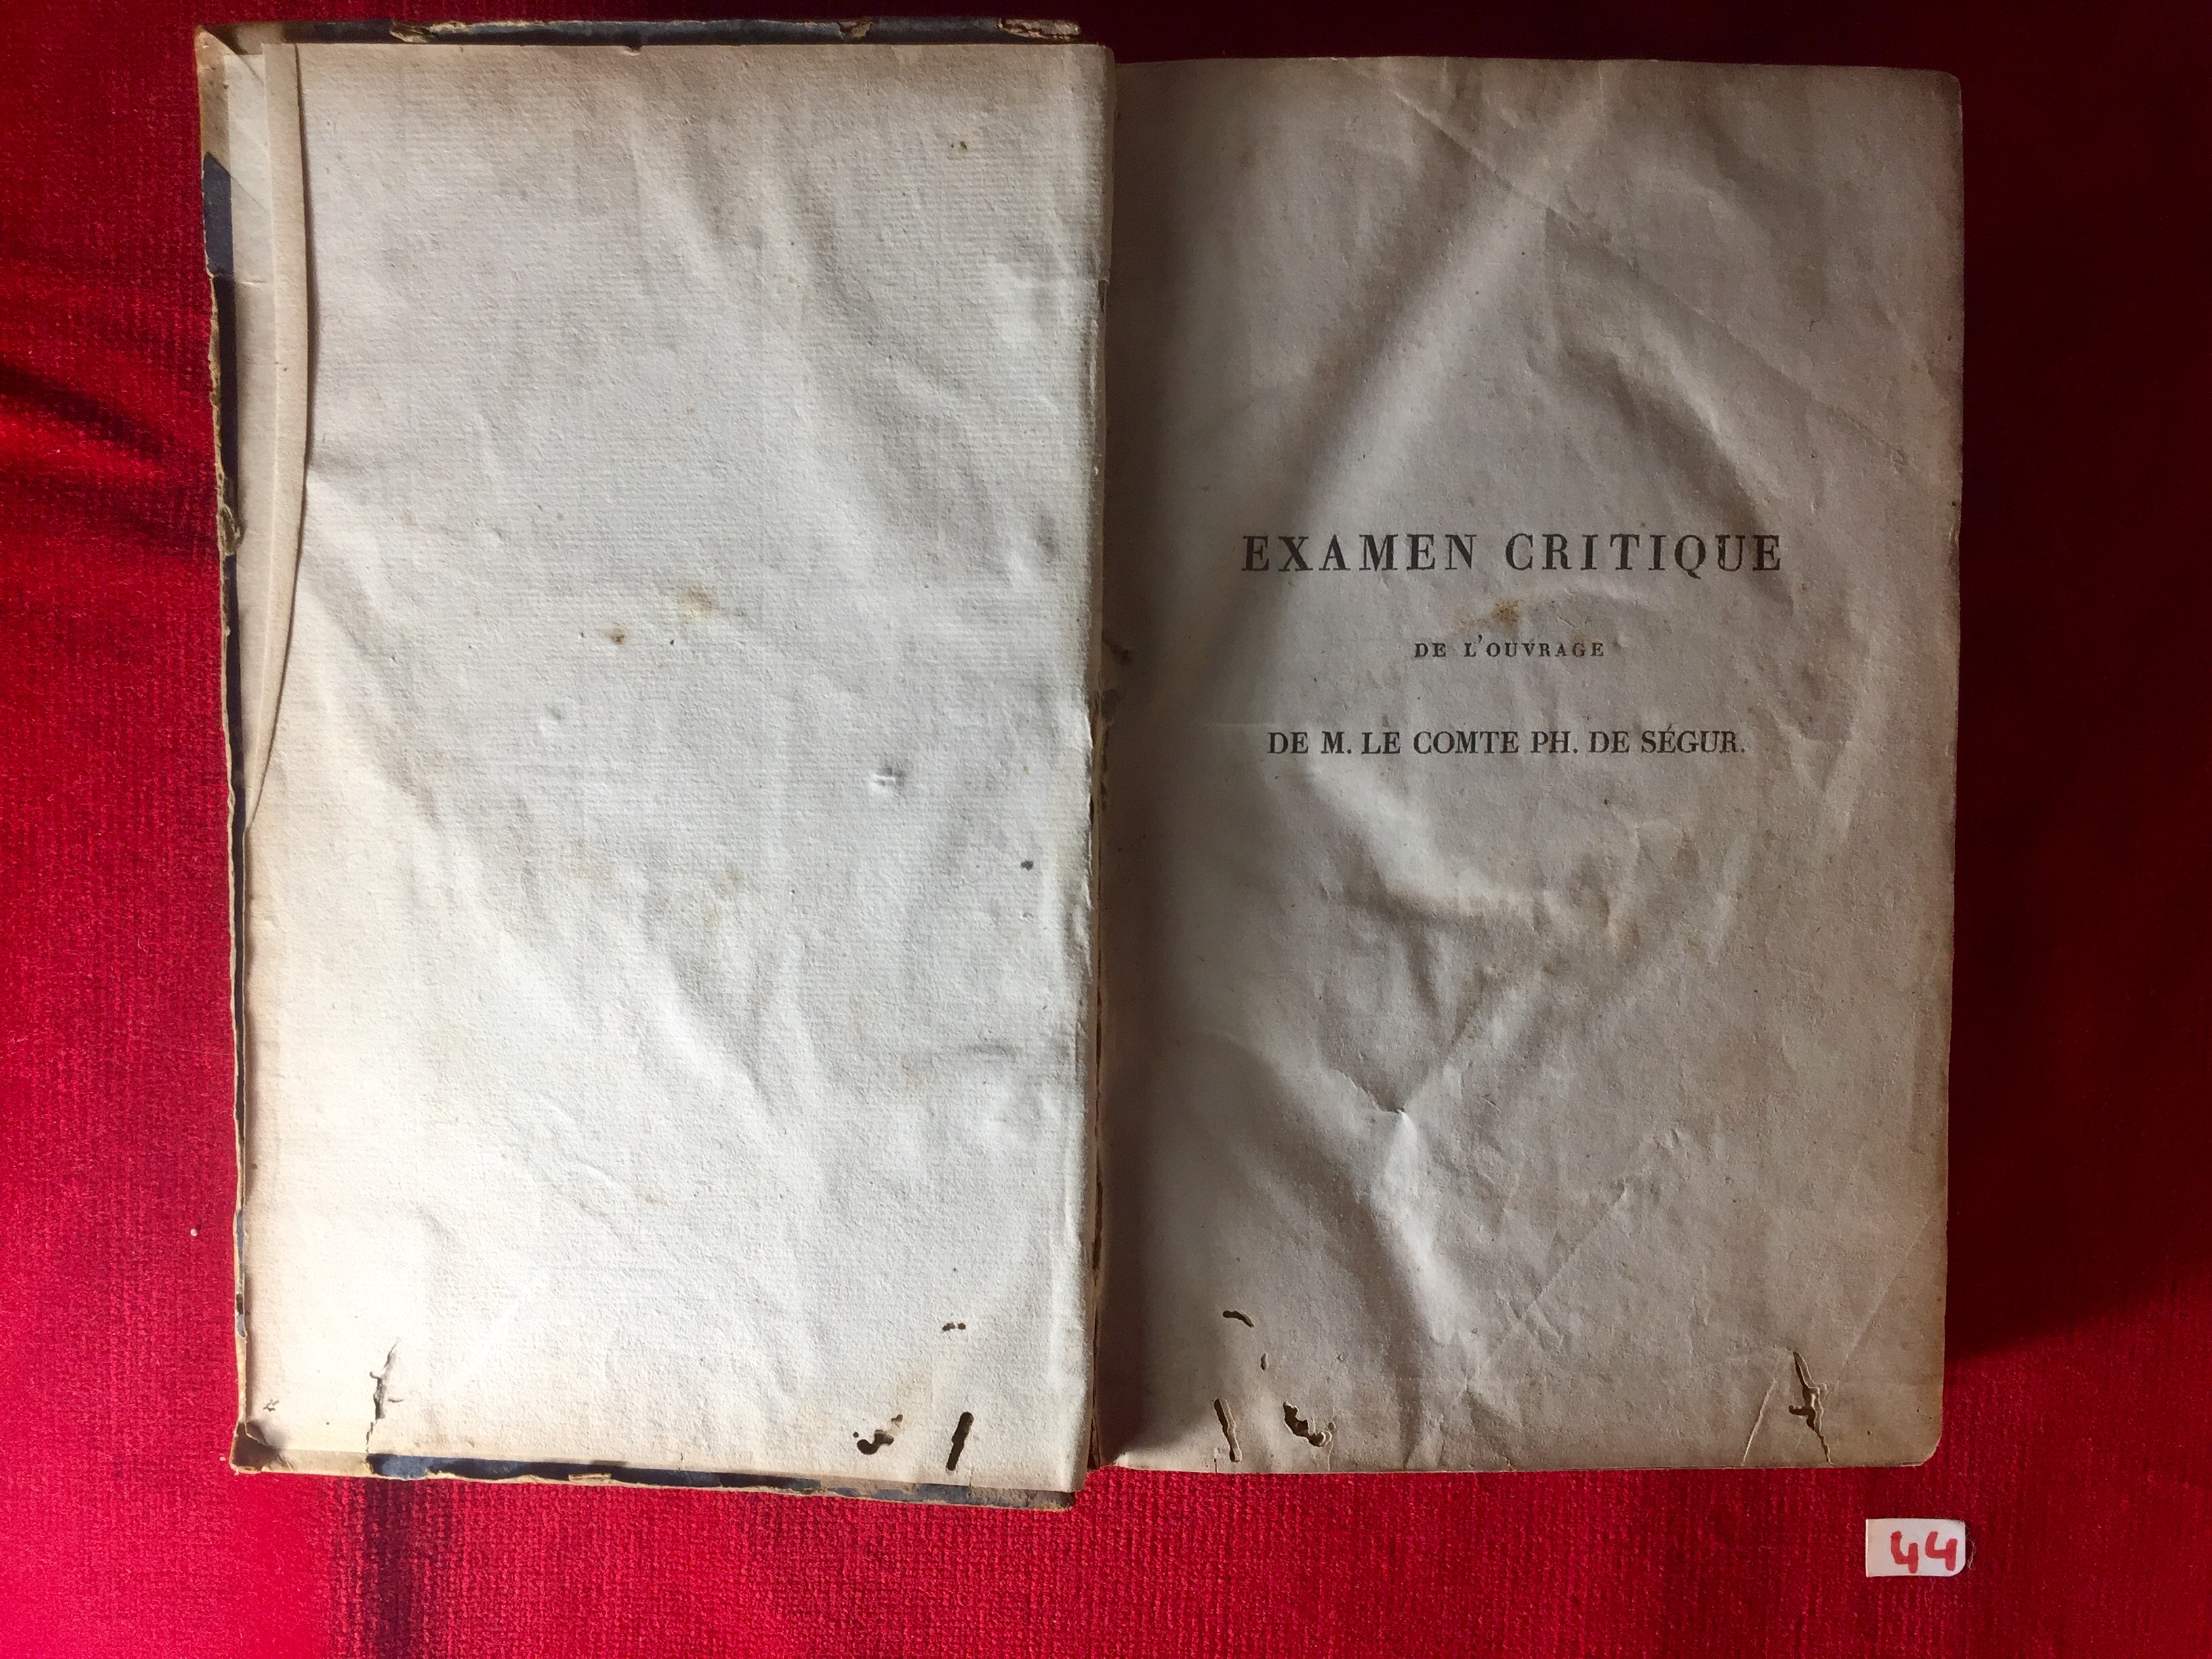 EXAMEN CRITIQUE
DE L'OUVRAGE
DE M. LE COMTE PH. DE SÉGUR.
44